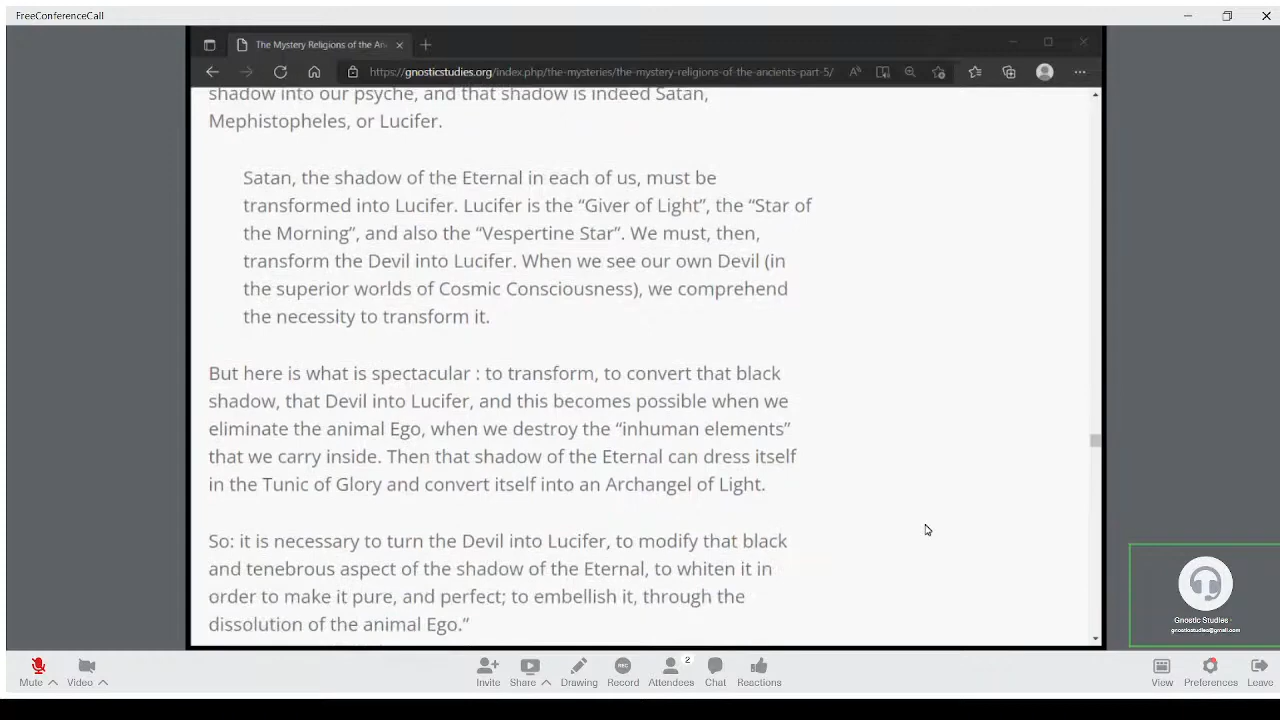 FreeConferenceCall
The Mystery Religions of the An
https://gnosticstudies.org/index.php/the-mysteries/the-mystery-religions-of-the-ancients-part-5/
shadow into our psyche, and that shadow is indeed Satan,
Mephistopheles, or Lucifer.
Satan, the shadow of the Eternal in each of us, must be
transformed into Lucifer. Lucifer is the “Giver of Light”, the “Star of
the Morning”, and also the “Vespertine Star”. We must, then,
transform the Devil into Lucifer. When we see our own Devil (in
the superior worlds of Cosmic Consciousness), we comprehend
the necessity to transform it.
But here is what is spectacular : to transform, to convert that black
shadow, that Devil into Lucifer, and this becomes possible when we
eliminate the animal Ego, when we destroy the “inhuman elements”
that we carry inside. Then that shadow of the Eternal can dress itself
in the Tunic of Glory and convert itself into an Archangel of Light.
So: it is necessary to turn the Devil into Lucifer, to modify that black
and tenebrous aspect of the shadow of the Eternal, to whiten it in
order to make it pure, and perfect; to embellish it, through the
dissolution of the animal Ego.”
Gnostic Studies -
gnosticstudies@gmail.com
Mute Video Invite Share Drawing REC Record 2 Attendees Chat Reactions View Preferences Leave